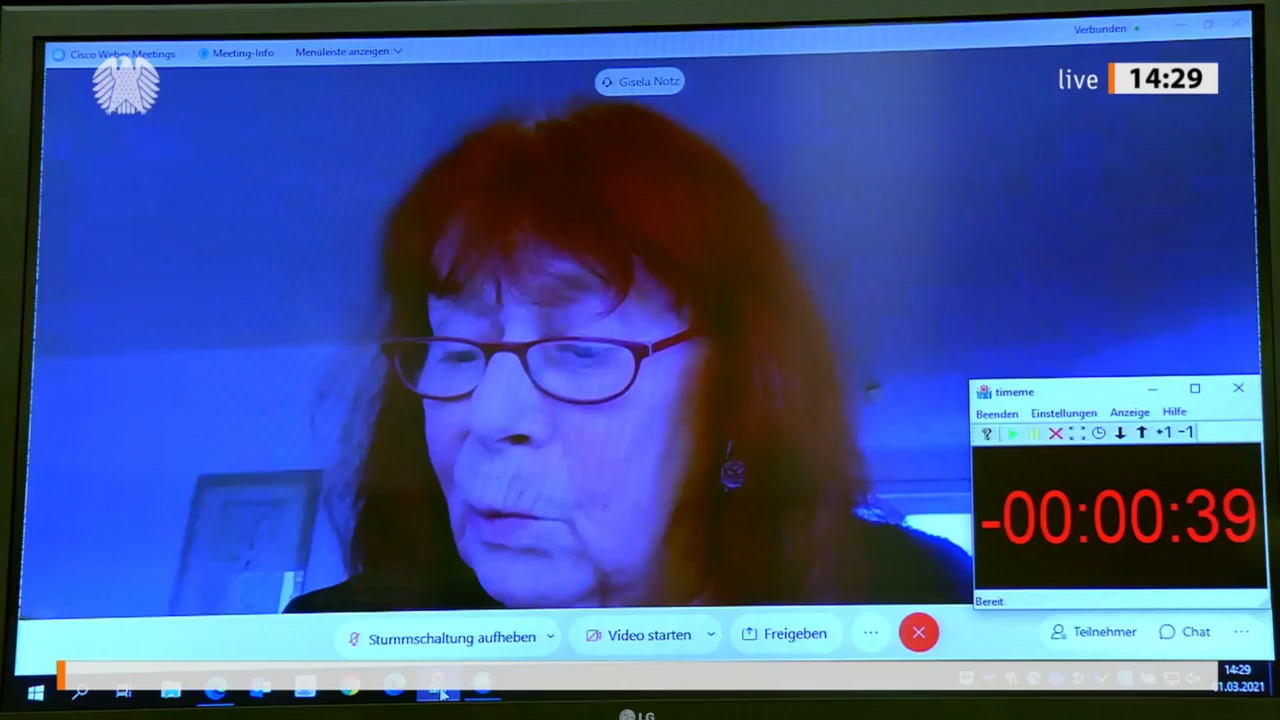 Cisco Webex Meetings
Meeting-Info
Menüleiste anzeigen
Verbunden
Gisela Notz
live 14:29
timeme
Beenden Einstellungen Anzeige Hilfe
+1 -1
-00:00:39
Bereit
Stummschaltung aufheben
Video starten
Freigeben
Teilnehmer
Chat
14:29
01.03.2021
LG